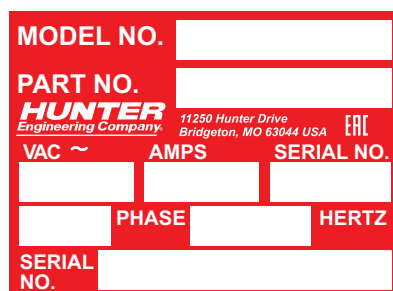 MODEL NO.
PART NO.
HUNTER
Engineering Company®
11250 Hunter Drive
Bridgeton, MO 63044 USA
EAC
VAC ~
AMPS
SERIAL NO.
PHASE
HERTZ
SERIAL
NO.